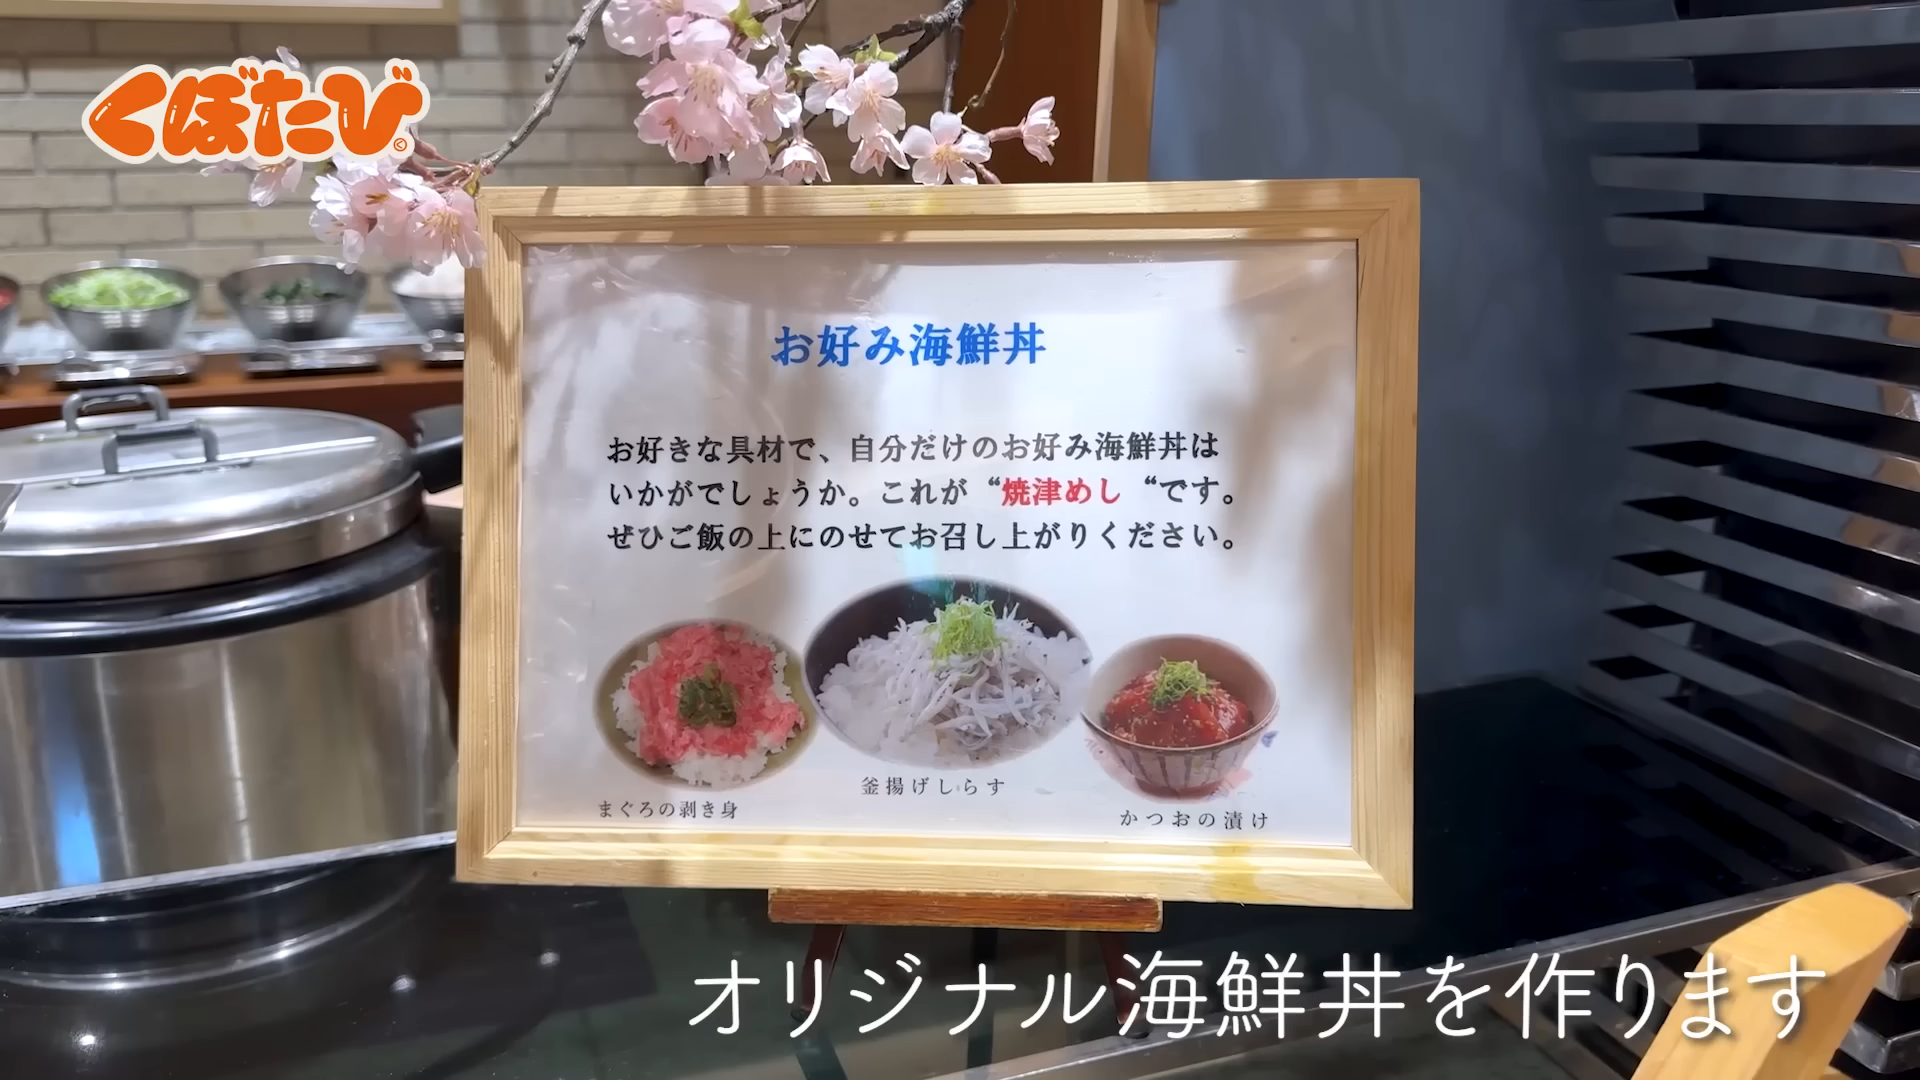 くぼたび
お好み海鮮丼
お好きな具材で、自分だけのお好み海鮮丼は
いかがでしょうか。これが“焼津めし“です。
ぜひご飯の上にのせてお召し上がりください。
釜揚げしらす
まぐろの剥き身
かつおの漬け
オリジナル海鮮丼を作ります